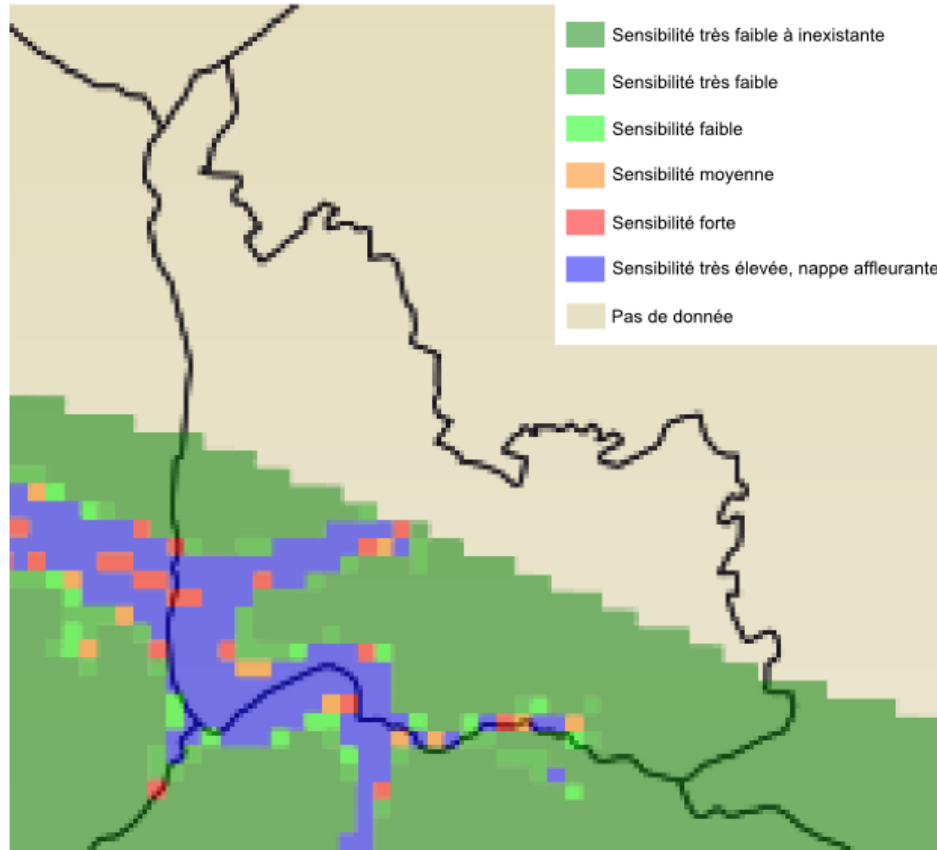 Sensibilité très faible à inexistante
Sensibilité très faible
Sensibilité faible
Sensibilité moyenne
Sensibilité forte
Sensibilité très élevée, nappe affleurante
Pas de donnée